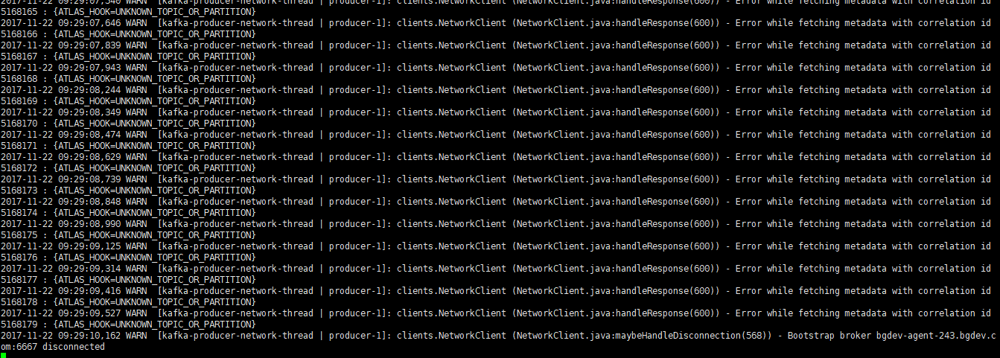 2017-11-22 09:29:07,540 WARN  [kafka-producer-network-thread | producer-1]: clients.NetworkClient (NetworkClient.java:handleResponse(600)) - Error while fetching metadata with correlation id
5168165 : {ATLAS_HOOK=UNKNOWN_TOPIC_OR_PARTITION}
2017-11-22 09:29:07,646 WARN  [kafka-producer-network-thread | producer-1]: clients.NetworkClient (NetworkClient.java:handleResponse(600)) - Error while fetching metadata with correlation id
5168166 : {ATLAS_HOOK=UNKNOWN_TOPIC_OR_PARTITION}
2017-11-22 09:29:07,839 WARN  [kafka-producer-network-thread | producer-1]: clients.NetworkClient (NetworkClient.java:handleResponse(600)) - Error while fetching metadata with correlation id
5168167 : {ATLAS_HOOK=UNKNOWN_TOPIC_OR_PARTITION}
2017-11-22 09:29:07,943 WARN  [kafka-producer-network-thread | producer-1]: clients.NetworkClient (NetworkClient.java:handleResponse(600)) - Error while fetching metadata with correlation id
5168168 : {ATLAS_HOOK=UNKNOWN_TOPIC_OR_PARTITION}
2017-11-22 09:29:08,244 WARN  [kafka-producer-network-thread | producer-1]: clients.NetworkClient (NetworkClient.java:handleResponse(600)) - Error while fetching metadata with correlation id
5168169 : {ATLAS_HOOK=UNKNOWN_TOPIC_OR_PARTITION}
2017-11-22 09:29:08,349 WARN  [kafka-producer-network-thread | producer-1]: clients.NetworkClient (NetworkClient.java:handleResponse(600)) - Error while fetching metadata with correlation id
5168170 : {ATLAS_HOOK=UNKNOWN_TOPIC_OR_PARTITION}
2017-11-22 09:29:08,474 WARN  [kafka-producer-network-thread | producer-1]: clients.NetworkClient (NetworkClient.java:handleResponse(600)) - Error while fetching metadata with correlation id
5168171 : {ATLAS_HOOK=UNKNOWN_TOPIC_OR_PARTITION}
2017-11-22 09:29:08,629 WARN  [kafka-producer-network-thread | producer-1]: clients.NetworkClient (NetworkClient.java:handleResponse(600)) - Error while fetching metadata with correlation id
5168172 : {ATLAS_HOOK=UNKNOWN_TOPIC_OR_PARTITION}
2017-11-22 09:29:08,739 WARN  [kafka-producer-network-thread | producer-1]: clients.NetworkClient (NetworkClient.java:handleResponse(600)) - Error while fetching metadata with correlation id
5168173 : {ATLAS_HOOK=UNKNOWN_TOPIC_OR_PARTITION}
2017-11-22 09:29:08,848 WARN  [kafka-producer-network-thread | producer-1]: clients.NetworkClient (NetworkClient.java:handleResponse(600)) - Error while fetching metadata with correlation id
5168174 : {ATLAS_HOOK=UNKNOWN_TOPIC_OR_PARTITION}
2017-11-22 09:29:08,990 WARN  [kafka-producer-network-thread | producer-1]: clients.NetworkClient (NetworkClient.java:handleResponse(600)) - Error while fetching metadata with correlation id
5168175 : {ATLAS_HOOK=UNKNOWN_TOPIC_OR_PARTITION}
2017-11-22 09:29:09,125 WARN  [kafka-producer-network-thread | producer-1]: clients.NetworkClient (NetworkClient.java:handleResponse(600)) - Error while fetching metadata with correlation id
5168176 : {ATLAS_HOOK=UNKNOWN_TOPIC_OR_PARTITION}
2017-11-22 09:29:09,314 WARN  [kafka-producer-network-thread | producer-1]: clients.NetworkClient (NetworkClient.java:handleResponse(600)) - Error while fetching metadata with correlation id
5168177 : {ATLAS_HOOK=UNKNOWN_TOPIC_OR_PARTITION}
2017-11-22 09:29:09,416 WARN  [kafka-producer-network-thread | producer-1]: clients.NetworkClient (NetworkClient.java:handleResponse(600)) - Error while fetching metadata with correlation id
5168178 : {ATLAS_HOOK=UNKNOWN_TOPIC_OR_PARTITION}
2017-11-22 09:29:09,527 WARN  [kafka-producer-network-thread | producer-1]: clients.NetworkClient (NetworkClient.java:handleResponse(600)) - Error while fetching metadata with correlation id
5168179 : {ATLAS_HOOK=UNKNOWN_TOPIC_OR_PARTITION}
2017-11-22 09:29:10,162 WARN  [kafka-producer-network-thread | producer-1]: clients.NetworkClient (NetworkClient.java:maybeHandleDisconnection(568)) - Bootstrap broker bgdev-agent-243.bgdev.c
om:6667 disconnected